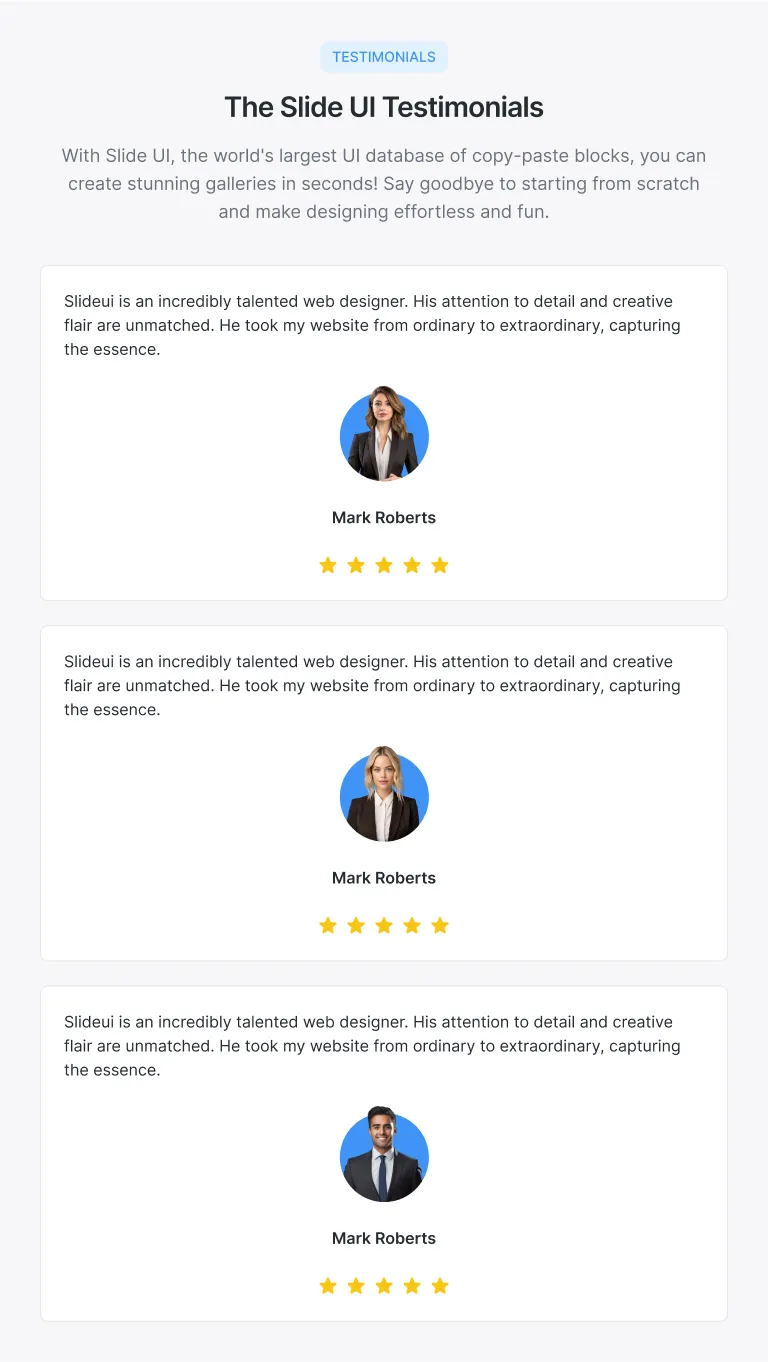 TESTIMONIALS
The Slide UI Testimonials
With Slide UI, the world's largest UI database of copy-paste blocks, you can
create stunning galleries in seconds! Say goodbye to starting from scratch
and make designing effortless and fun.
Slideui is an incredibly talented web designer. His attention to detail and creative
flair are unmatched. He took my website from ordinary to extraordinary, capturing
the essence.
Mark Roberts
Slideui is an incredibly talented web designer. His attention to detail and creative
flair are unmatched. He took my website from ordinary to extraordinary, capturing
the essence.
Mark Roberts
Slideui is an incredibly talented web designer. His attention to detail and creative
flair are unmatched. He took my website from ordinary to extraordinary, capturing
the essence.
Mark Roberts